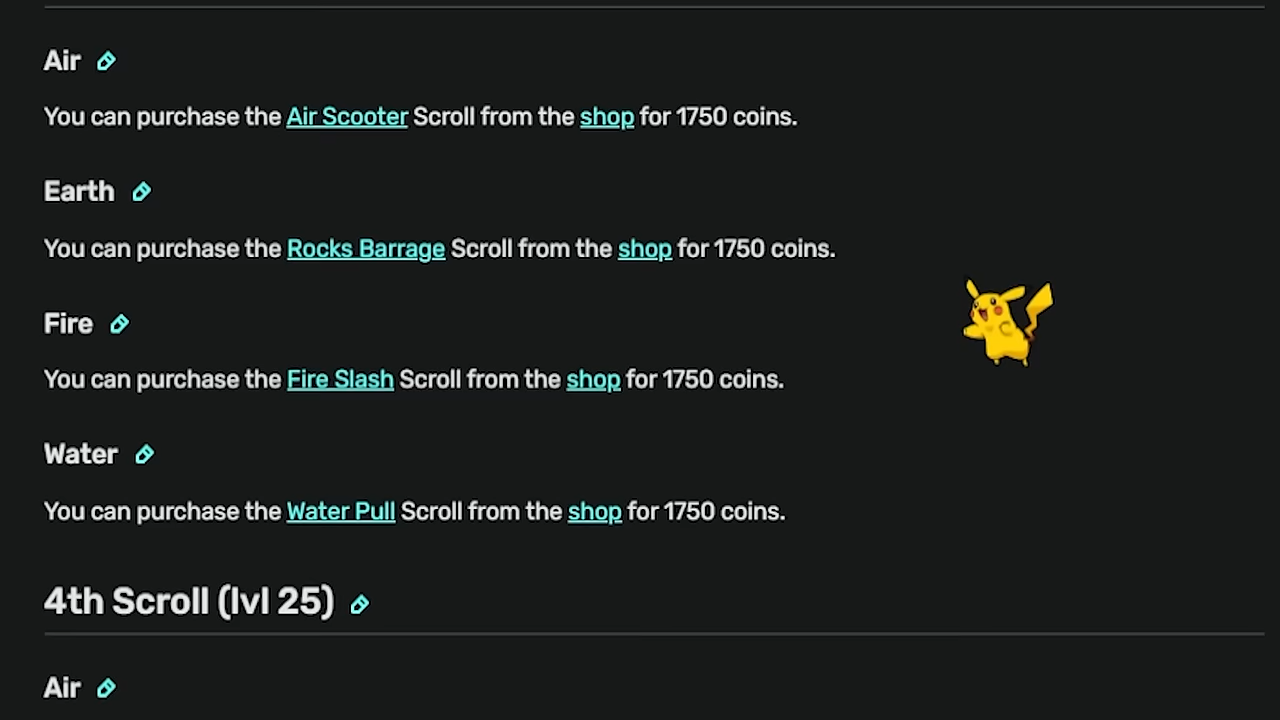 Air
You can purchase the Air Scooter Scroll from the shop for 1750 coins.
Earth
You can purchase the Rocks Barrage Scroll from the shop for 1750 coins.
Fire
You can purchase the Fire Slash Scroll from the shop for 1750 coins.
Water
You can purchase the Water Pull Scroll from the shop for 1750 coins.
4th Scroll (lvl 25)
Air